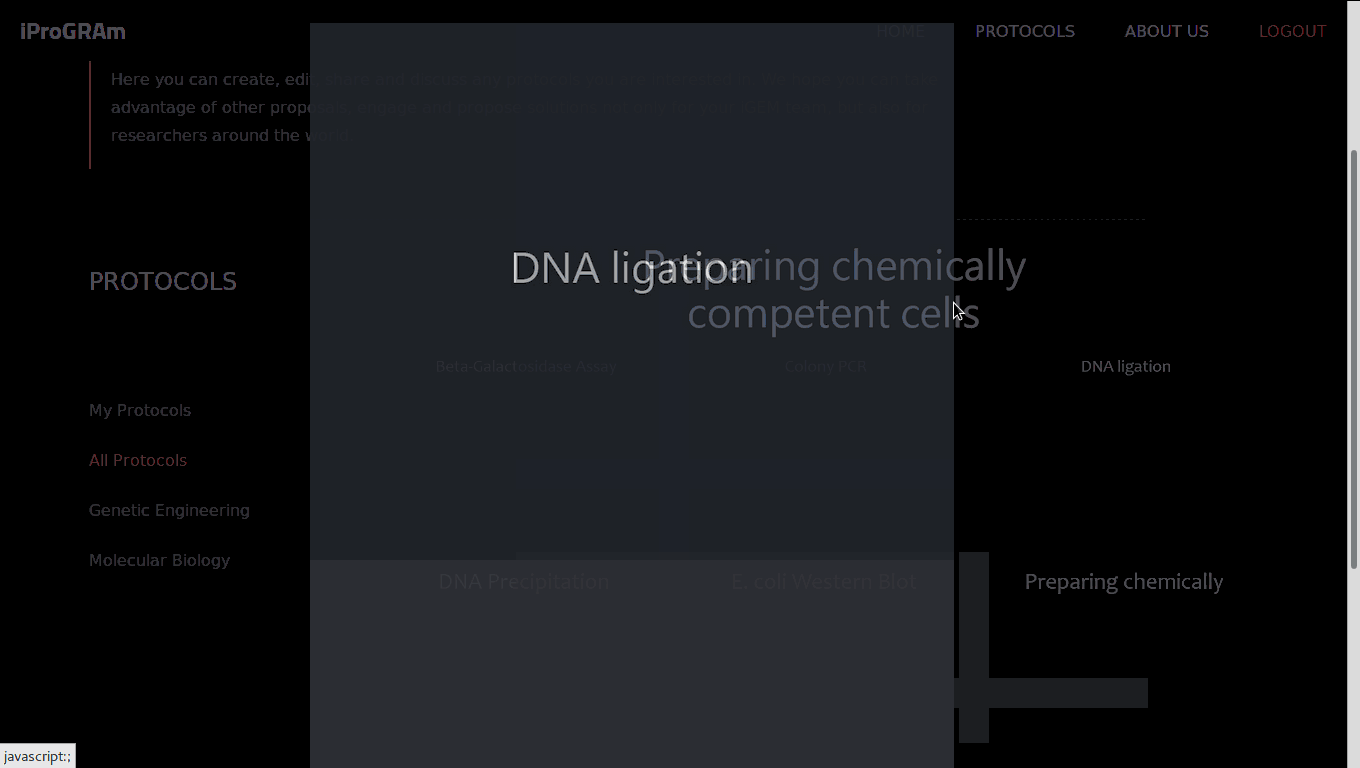 iProGRAm
HOME
PROTOCOLS
ABOUT US
LOGOUT
Here you can create, edit, share and discuss any
advantage of other proposals, engage and propose
researchers around the world.
DNA ligation
Preparing chemically
competent cells
PROTOCOLS
Beta-Galactosidase Assay
Colony PCR
DNA ligation
My Protocols
All Protocols
Genetic Engineering
Molecular Biology
DNA Precipitation
E. coli Western Blot
Preparing chemically
javascript:;